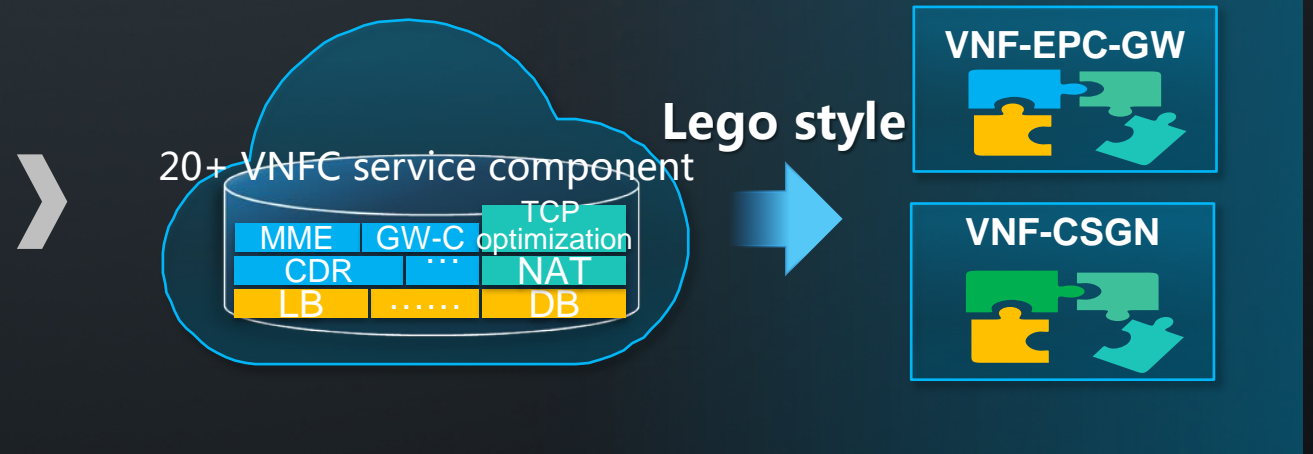 20+ VNFC service component
MME
GW-C
TCP
optimization
CDR
...
NAT
LB
......
DB
Lego style
VNF-EPC-GW
VNF-CSGN